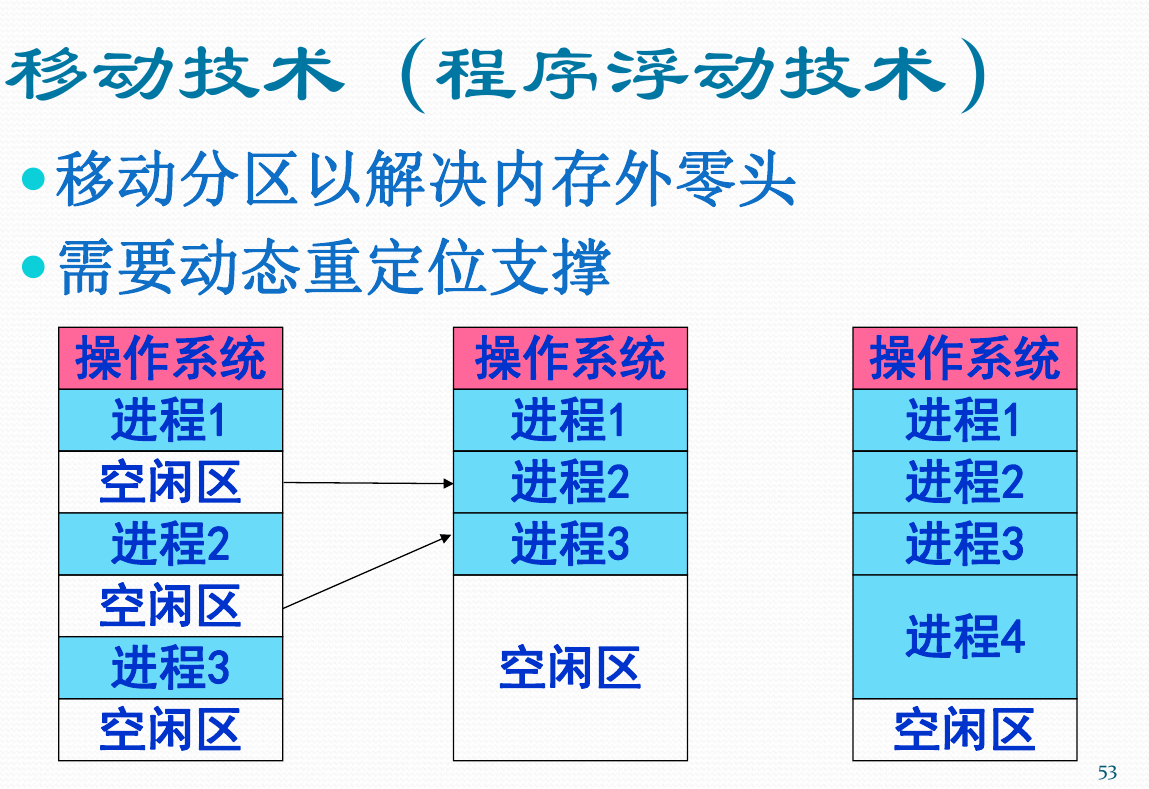 移动技术（程序浮动技术）
•移动分区以解决内存外零头
•需要动态重定位支撑
操作系统
进程1
空闲区
进程2
空闲区
进程3
空闲区
操作系统
进程1
进程2
进程3
空闲区
操作系统
进程1
进程2
进程3
进程4
空闲区
53